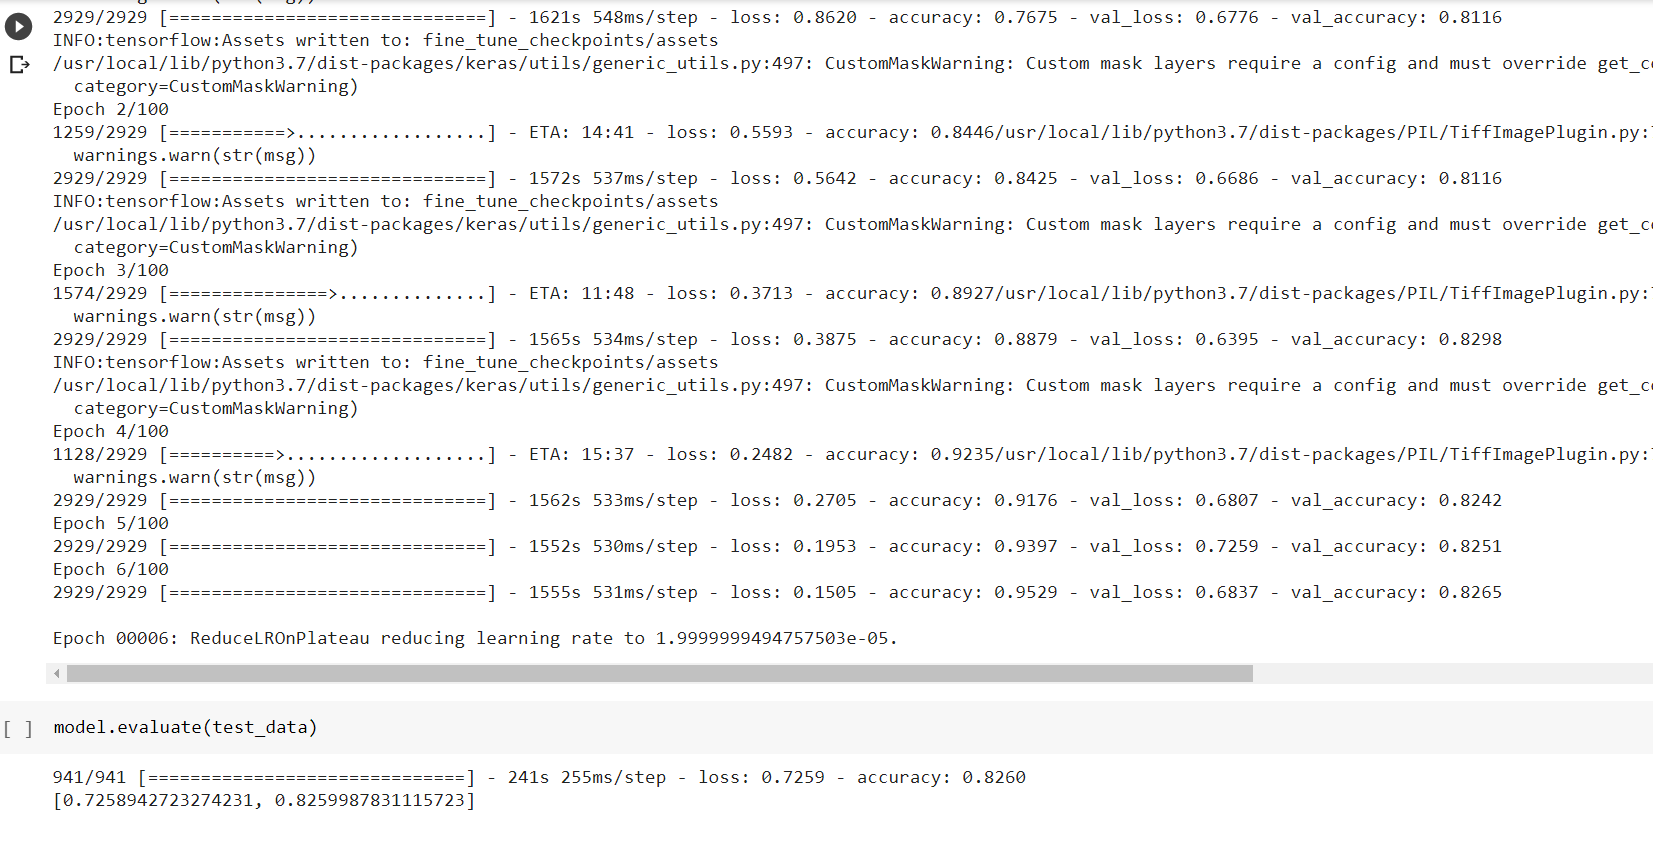 2929/2929 [==============================] - 1621s 548ms/step - loss: 0.8620 - accuracy: 0.7675 - val_loss: 0.6776 - val_accuracy: 0.8116
INFO:tensorflow:Assets written to: fine_tune_checkpoints/assets
/usr/local/lib/python3.7/dist-packages/keras/utils/generic_utils.py:497: CustomMaskWarning: Custom mask layers require a config and must override get_c
category=CustomMaskWarning)
Epoch 2/100
1259/2929 [===========>..................] - ETA: 14:41 - loss: 0.5593 - accuracy: 0.8446/usr/local/lib/python3.7/dist-packages/PIL/TiffImagePlugin.py:
warnings.warn(str(msg))
2929/2929 [==============================] - 1572s 537ms/step - loss: 0.5642 - accuracy: 0.8425 - val_loss: 0.6686 - val_accuracy: 0.8116
INFO:tensorflow:Assets written to: fine_tune_checkpoints/assets
/usr/local/lib/python3.7/dist-packages/keras/utils/generic_utils.py:497: CustomMaskWarning: Custom mask layers require a config and must override get_c
category=CustomMaskWarning)
Epoch 3/100
1574/2929 [===============>..............] - ETA: 11:48 - loss: 0.3713 - accuracy: 0.8927/usr/local/lib/python3.7/dist-packages/PIL/TiffImagePlugin.py:
warnings.warn(str(msg))
2929/2929 [==============================] - 1565s 534ms/step - loss: 0.3875 - accuracy: 0.8879 - val_loss: 0.6395 - val_accuracy: 0.8298
INFO:tensorflow:Assets written to: fine_tune_checkpoints/assets
/usr/local/lib/python3.7/dist-packages/keras/utils/generic_utils.py:497: CustomMaskWarning: Custom mask layers require a config and must override get_c
category=CustomMaskWarning)
Epoch 4/100
1128/2929 [==========>...................] - ETA: 15:37 - loss: 0.2482 - accuracy: 0.9235/usr/local/lib/python3.7/dist-packages/PIL/TiffImagePlugin.py:
warnings.warn(str(msg))
2929/2929 [==============================] - 1562s 533ms/step - loss: 0.2705 - accuracy: 0.9176 - val_loss: 0.6807 - val_accuracy: 0.8242
Epoch 5/100
2929/2929 [==============================] - 1552s 530ms/step - loss: 0.1953 - accuracy: 0.9397 - val_loss: 0.7259 - val_accuracy: 0.8251
Epoch 6/100
2929/2929 [==============================] - 1555s 531ms/step - loss: 0.1505 - accuracy: 0.9529 - val_loss: 0.6837 - val_accuracy: 0.8265
Epoch 00006: ReduceLROnPlateau reducing learning rate to 1.9999999494757503e-05.
[ ] model.evaluate(test_data)
941/941 [==============================] - 241s 255ms/step - loss: 0.7259 - accuracy: 0.8260
[0.7258942723274231, 0.8259987831115723]